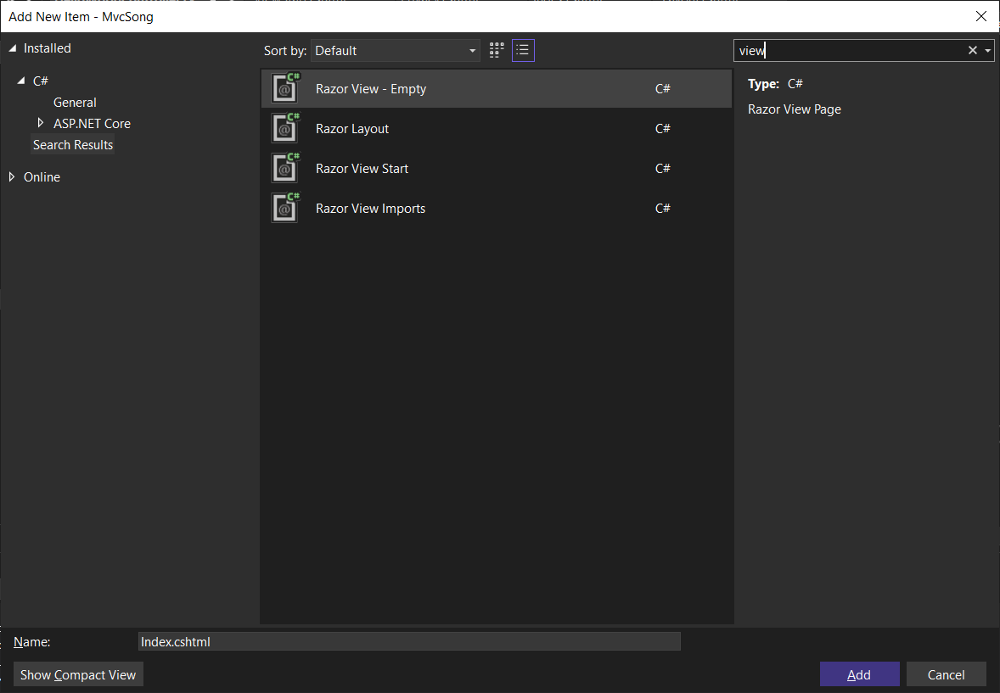 Add New Item - MvcSong
Installed
C#
General
ASP.NET Core
Search Results
Online
Sort by: Default
Razor View - Empty C#
Razor Layout C#
Razor View Start C#
Razor View Imports C#
view
Type: C#
Razor View Page
Name: Index.cshtml
Show Compact View
Add Cancel